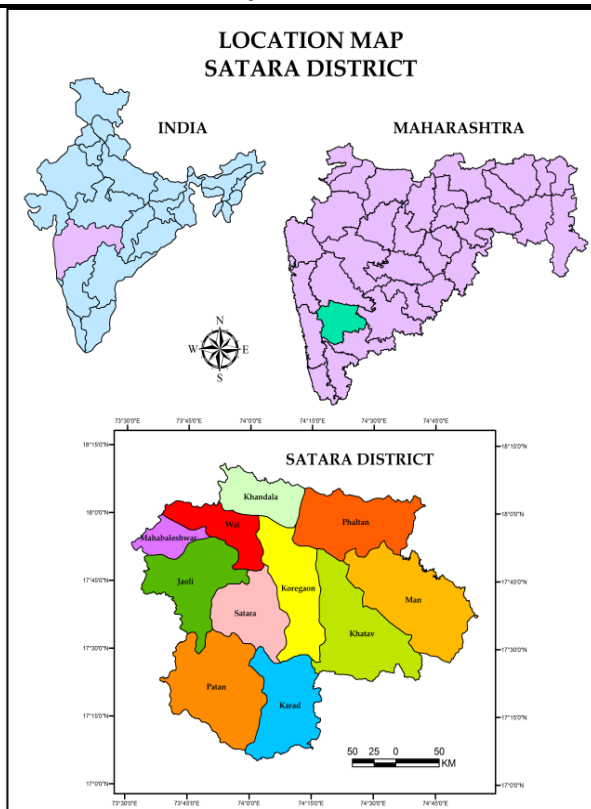 LOCATION MAP
SATARA DISTRICT
INDIA
MAHARASHTRA
N
W E
S
73°30'0"E 73°45'0"E 74°0'0"E 74°15'0"E 74°30'0"E 74°45'0"E
18°15'0"N 18°15'0"N
SATARA DISTRICT
Khandala
18°0'0"N Wai Phaltan 18°0'0"N
Mahabaleshwar
Jaoli Koregaon
17°45'0"N 17°45'0"N
Man
Satara
Khatav
17°30'0"N 17°30'0"N
Patan
Karad
17°15'0"N 17°15'0"N
50 25 0 50
KM
17°0'0"N 17°0'0"N
73°30'0"E 73°45'0"E 74°0'0"E 74°15'0"E 74°30'0"E 74°45'0"E